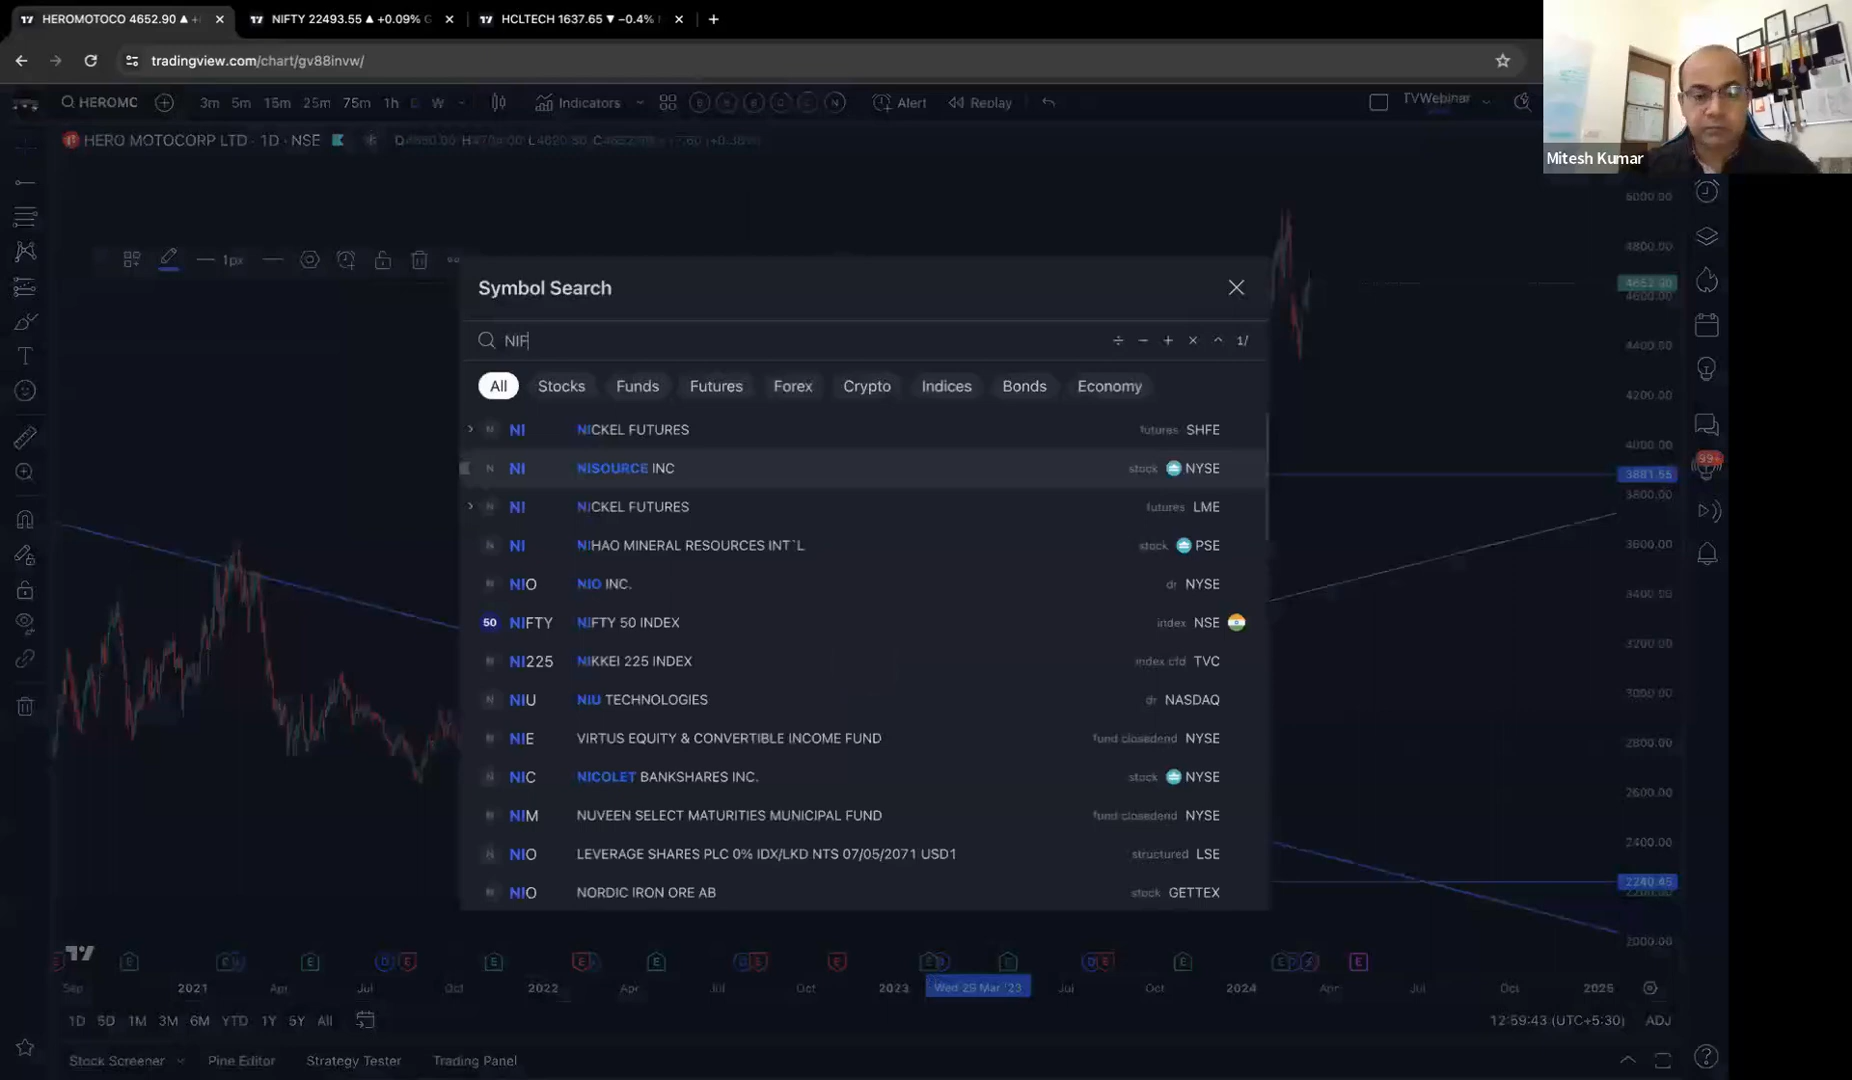 HEROMOTOCO 4652.90 ▲ +
NIFTY 22493.55 ▲ +0.09%
HCLTECH 1637.65 ▼ −0.4%
tradingview.com/chart/gv88invw/
HEROMC
3m 5m 15m 25m 75m 1h D W
Indicators
Alert
Replay
TVWebinar
Mitesh Kumar
HERO MOTOCORP LTD · 1D · NSE
1px
Symbol Search
NIF
÷ − + × ^ 1/
All Stocks Funds Futures Forex Crypto Indices Bonds Economy
NI NICKEL FUTURES futures SHFE
NI NISOURCE INC stock NYSE
NI NICKEL FUTURES futures LME
NI NIHAO MINERAL RESOURCES INT`L stock PSE
NIO NIO INC. dr NYSE
50 NIFTY NIFTY 50 INDEX index NSE
NI225 NIKKEI 225 INDEX index cfd TVC
NIU NIU TECHNOLOGIES dr NASDAQ
NIE VIRTUS EQUITY & CONVERTIBLE INCOME FUND fund closedend NYSE
NIC NICOLET BANKSHARES INC. stock NYSE
NIM NUVEEN SELECT MATURITIES MUNICIPAL FUND fund closedend NYSE
NIO LEVERAGE SHARES PLC 0% IDX/LKD NTS 07/05/2071 USD1 structured LSE
NIO NORDIC IRON ORE AB stock GETTEX
5000.00
4800.00
4652.90
4600.00
4400.00
4200.00
4000.00
3881.55
3800.00
3600.00
3400.00
3200.00
3000.00
2800.00
2600.00
2400.00
2240.45
2200.00
2000.00
99+
Sep 2021 Apr Jul Oct 2022 Apr Jul Oct 2023 Wed 29 Mar '23 Jul Oct 2024 Apr Jul Oct 2025
1D 5D 1M 3M 6M YTD 1Y 5Y All
12:59:43 (UTC+5:30) ADJ
Stock Screener Pine Editor Strategy Tester Trading Panel